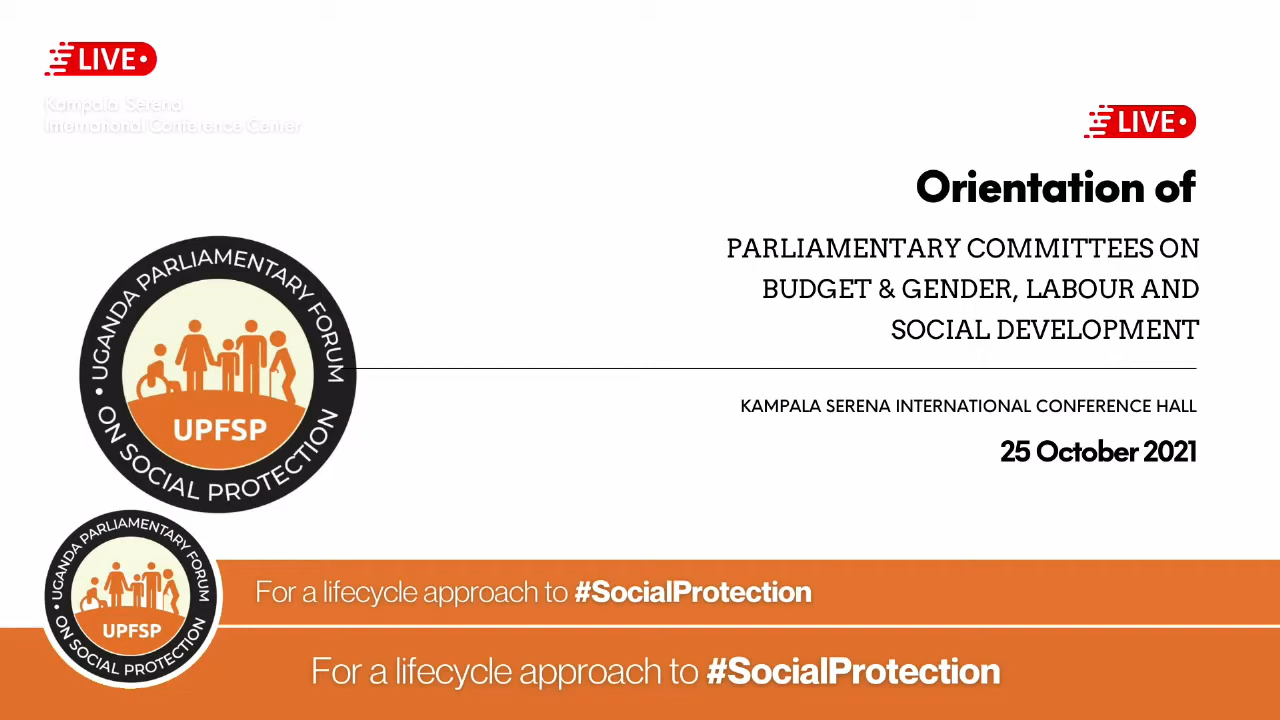 LIVE
Kampala Serena
International Conference Center
LIVE
Orientation of
PARLIAMENTARY COMMITTEES ON
BUDGET & GENDER, LABOUR AND
SOCIAL DEVELOPMENT
KAMPALA SERENA INTERNATIONAL CONFERENCE HALL
25 October 2021
• UGANDA PARLIAMENTARY FORUM
UPFSP
ON SOCIAL PROTECTION
• UGANDA PARLIAMENTARY FORUM
UPFSP
ON SOCIAL PROTECTION
For a lifecycle approach to #SocialProtection
For a lifecycle approach to #SocialProtection